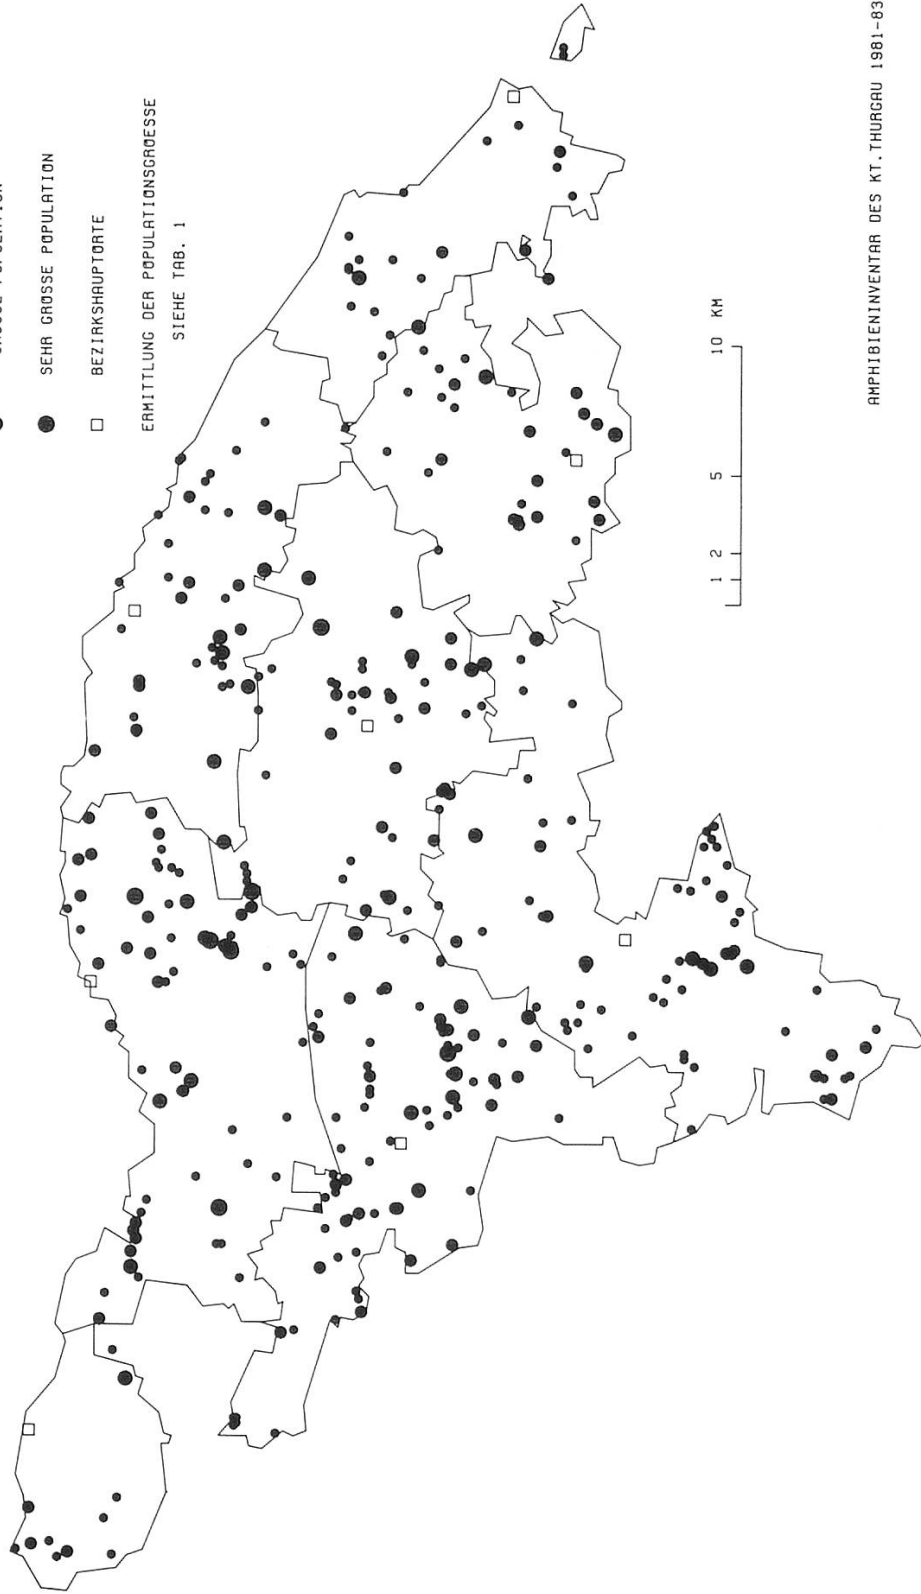 SEHR GROSSE POPULATION
BEZIRKSHAUPTORTE
ERMITTLUNG DER POPULATIONSGROESSE
SIEHE TAB. 1
1 2 5 10 KM
AMPHIBIENINVENTAR DES KT. THURGAU 1981-83